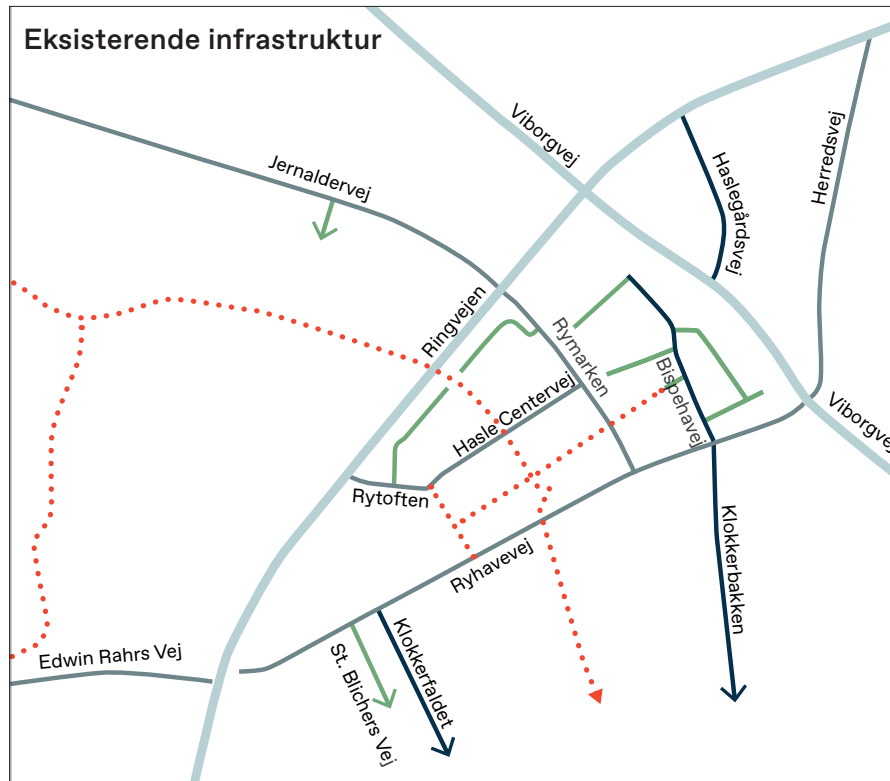 Eksisterende infrastruktur
Viborgvej
Haslegårdsvej
Herredsvej
Jernaldervej
Ringvejen
Rymarken
Bispehavej
Hasle Centervej
Viborgvej
Rytoften
Ryhavevej
Klokkerbakken
Edwin Rahrs Vej
St. Blichers Vej
Klokkerfaldet